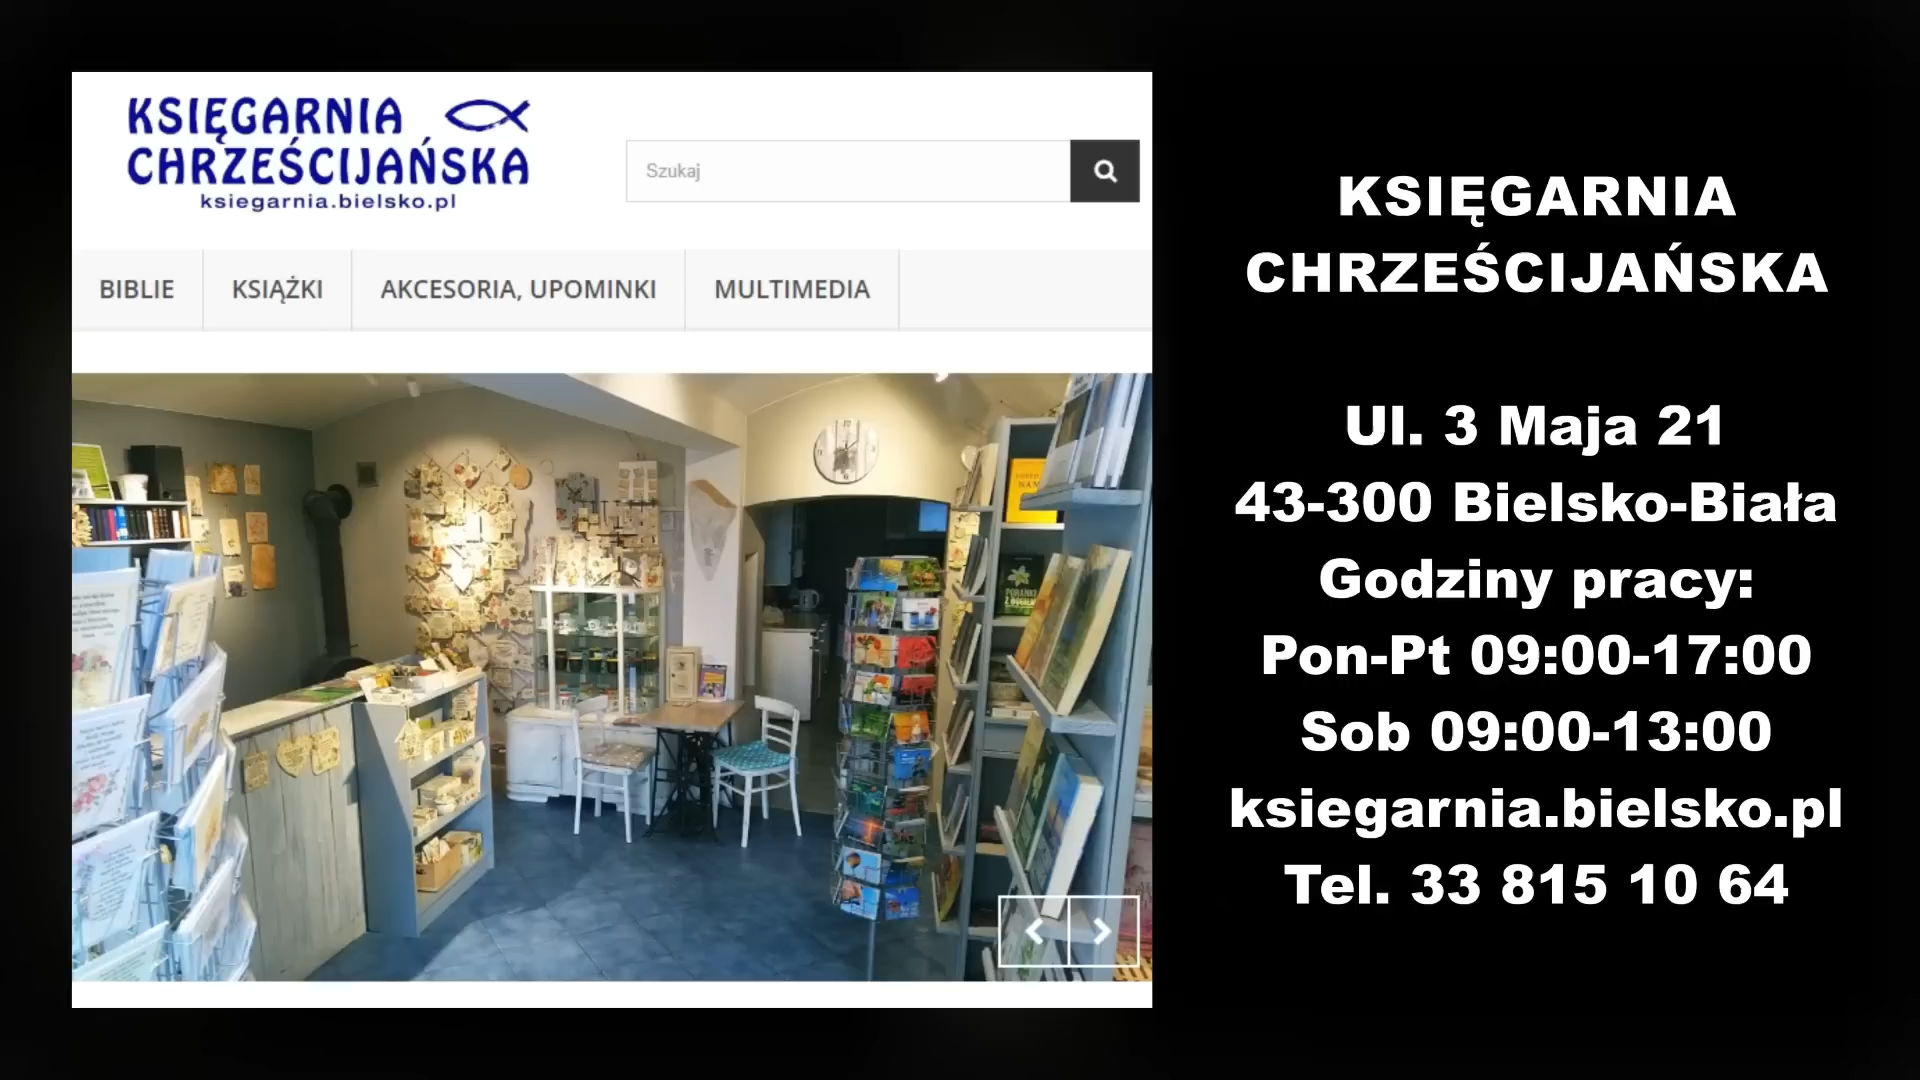 KSIĘGARNIA
CHRZEŚCIJAŃSKA
ksiegarnia.bielsko.pl
Szukaj
BIBLIE
KSIĄŻKI
AKCESORIA, UPOMINKI
MULTIMEDIA
KSIĘGARNIA
CHRZEŚCIJAŃSKA
Ul. 3 Maja 21
43-300 Bielsko-Biała
Godziny pracy:
Pon-Pt 09:00-17:00
Sob 09:00-13:00
ksiegarnia.bielsko.pl
Tel. 33 815 10 64